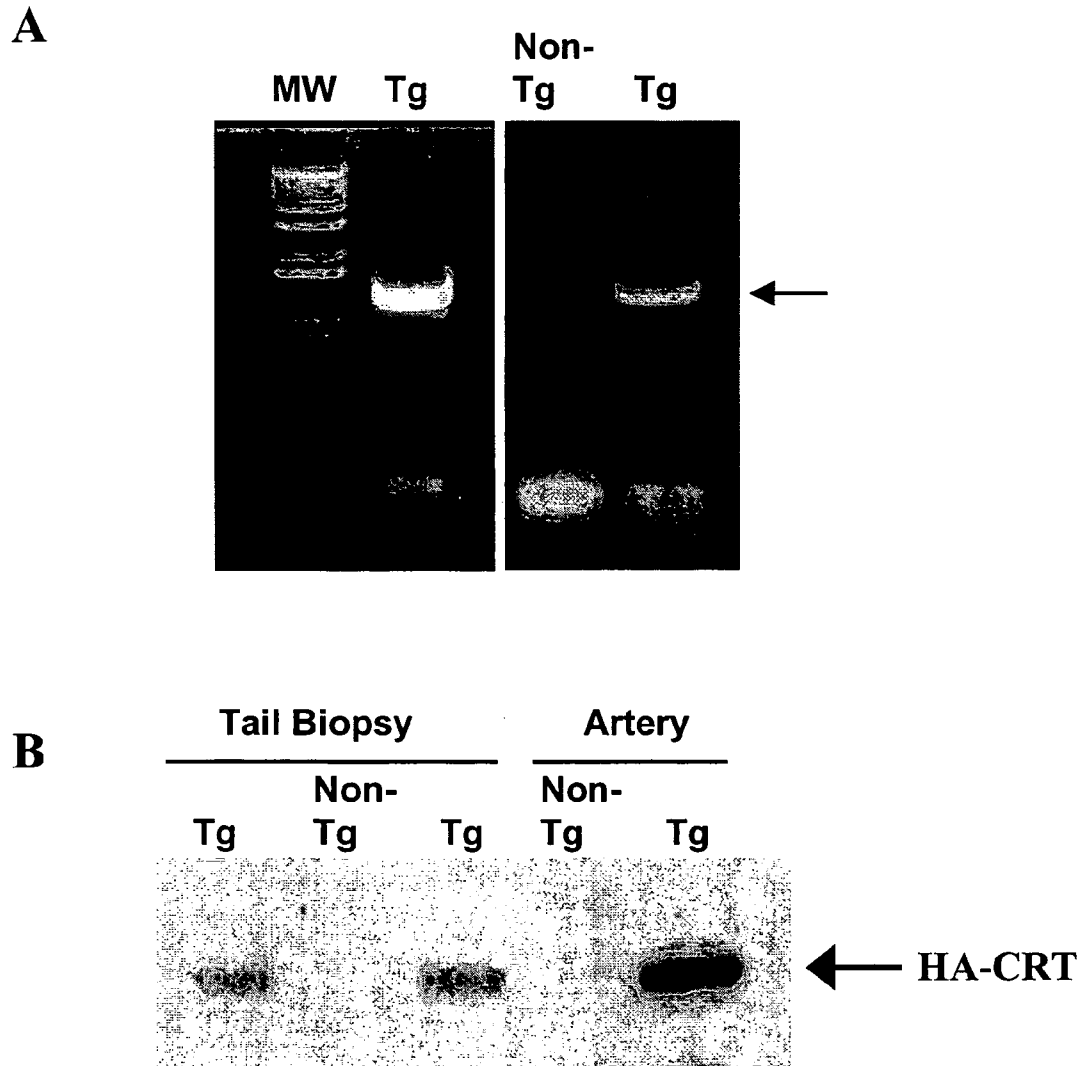 A
Non-
MW Tg Tg Tg
B
Tail Biopsy Artery
Non- Non-
Tg Tg Tg Tg Tg
HA-CRT